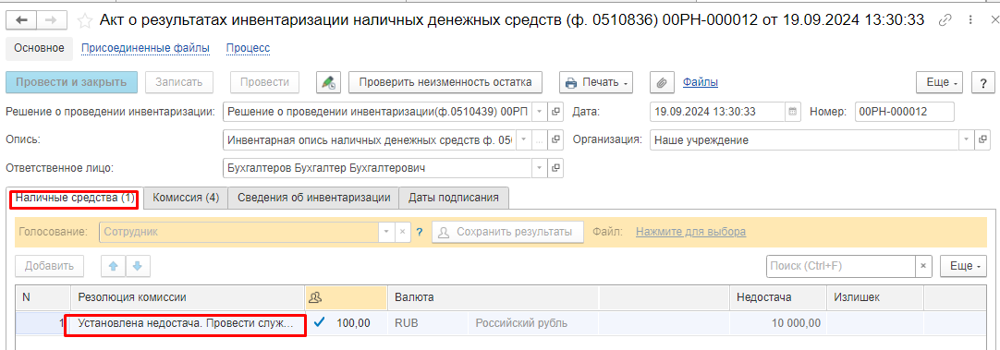 Акт о результатах инвентаризации наличных денежных средств (ф. 0510836) 00РН-000012 от 19.09.2024 13:30:33
Основное Присоединенные файлы Процесс
Провести и закрыть Записать Провести Проверить неизменность остатка Печать Файлы Еще ?
Решение о проведении инвентаризации: Решение о проведении инвентаризации(ф.0510439) 00РП Дата: 19.09.2024 13:30:33 Номер: 00РН-000012
Опись: Инвентарная опись наличных денежных средств ф. 05 ... Организация: Наше учреждение
Ответственное лицо: Бухгалтеров Бухгалтер Бухгалтерович
Наличные средства (1) Комиссия (4) Сведения об инвентаризации Даты подписания
Голосование: Сотрудник × ? Сохранить результаты Файл: Нажмите для выбора
Добавить Поиск (Ctrl+F) × Еще
N Резолюция комиссии Валюта Недостача Излишек
1 Установлена недостача. Провести служ... 100,00 RUB Российский рубль 10 000,00